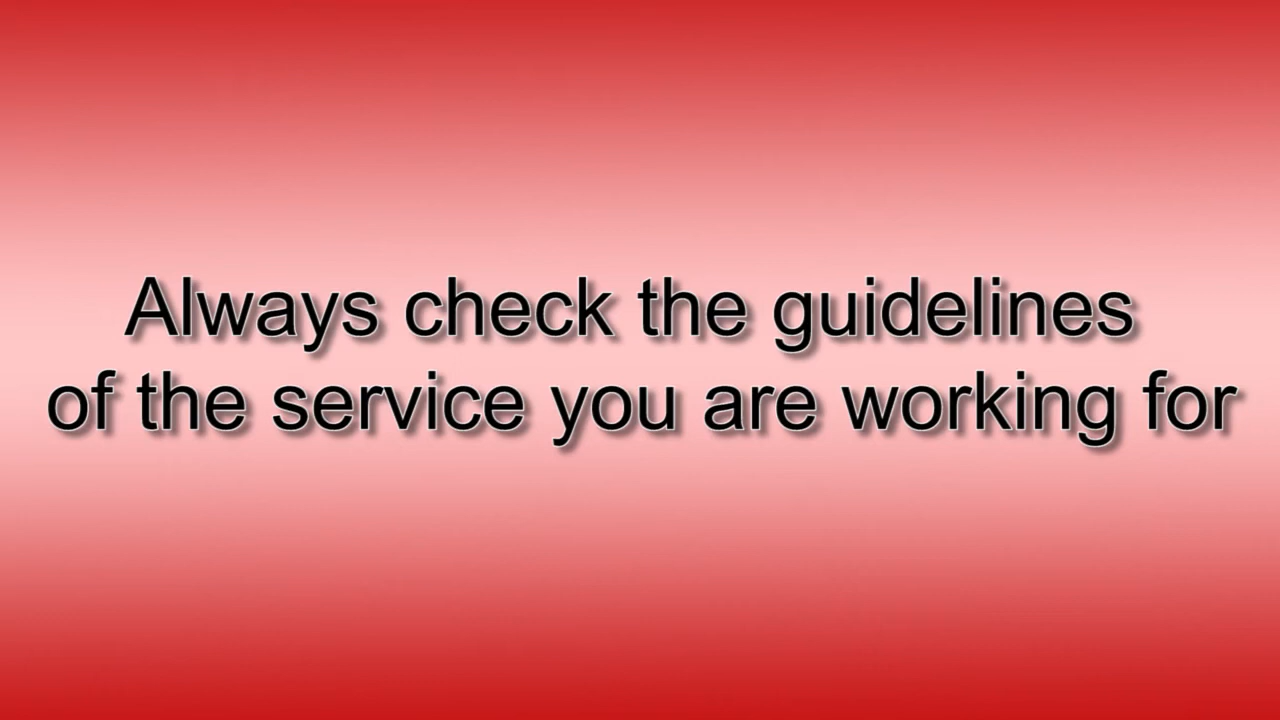 Always check the guidelines
of the service you are working for